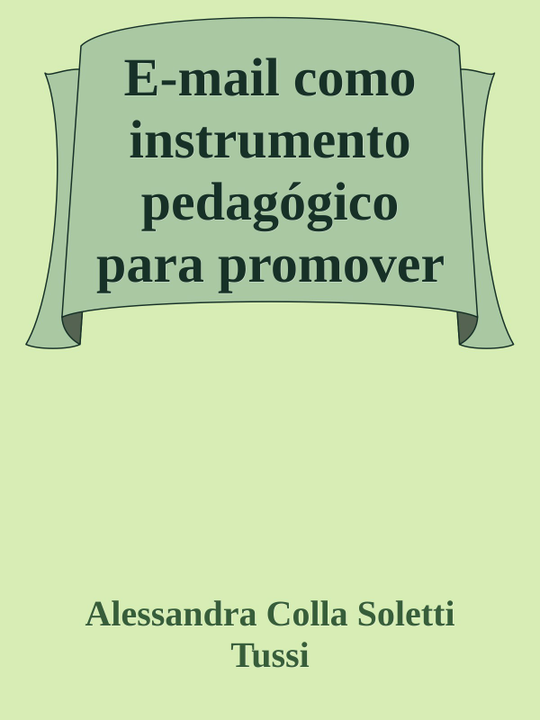 E-mail como
instrumento
pedagógico
para promover
Alessandra Colla Soletti
Tussi